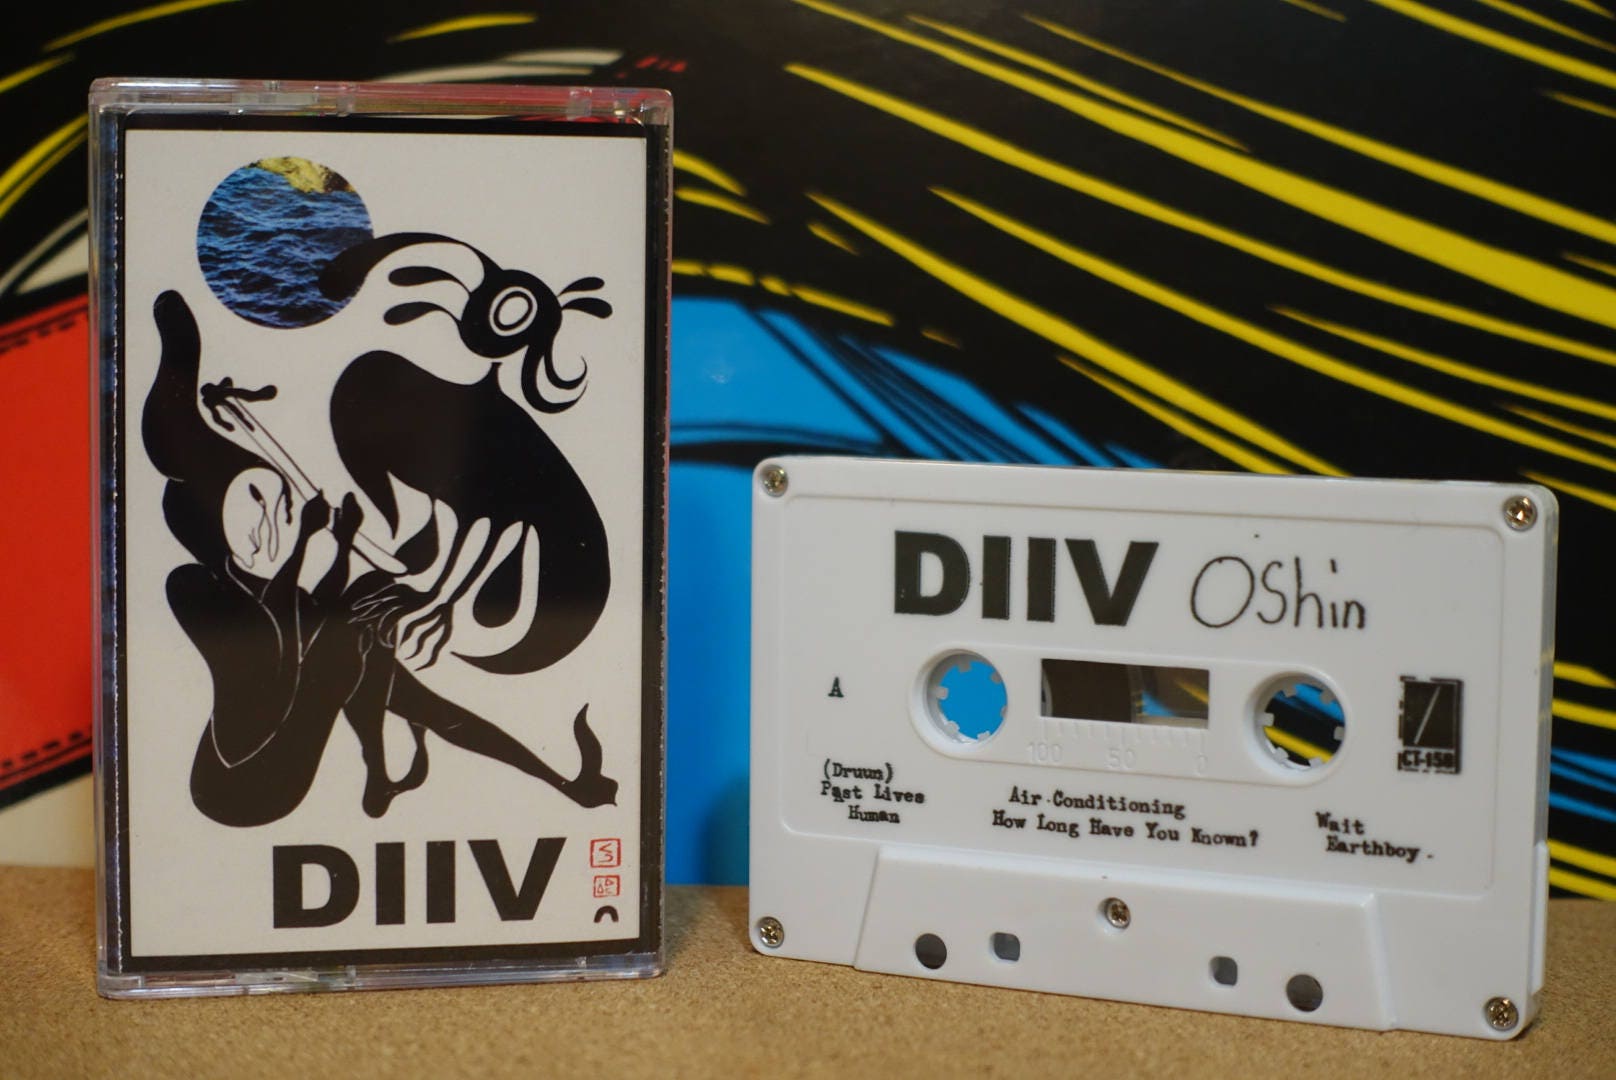 DIIV
DIIV Oshin
A
100 50 0
CT-158
(Druun)
Past Lives
Human
Air Conditioning
How Long Have You Known?
Wait
Earthboy.